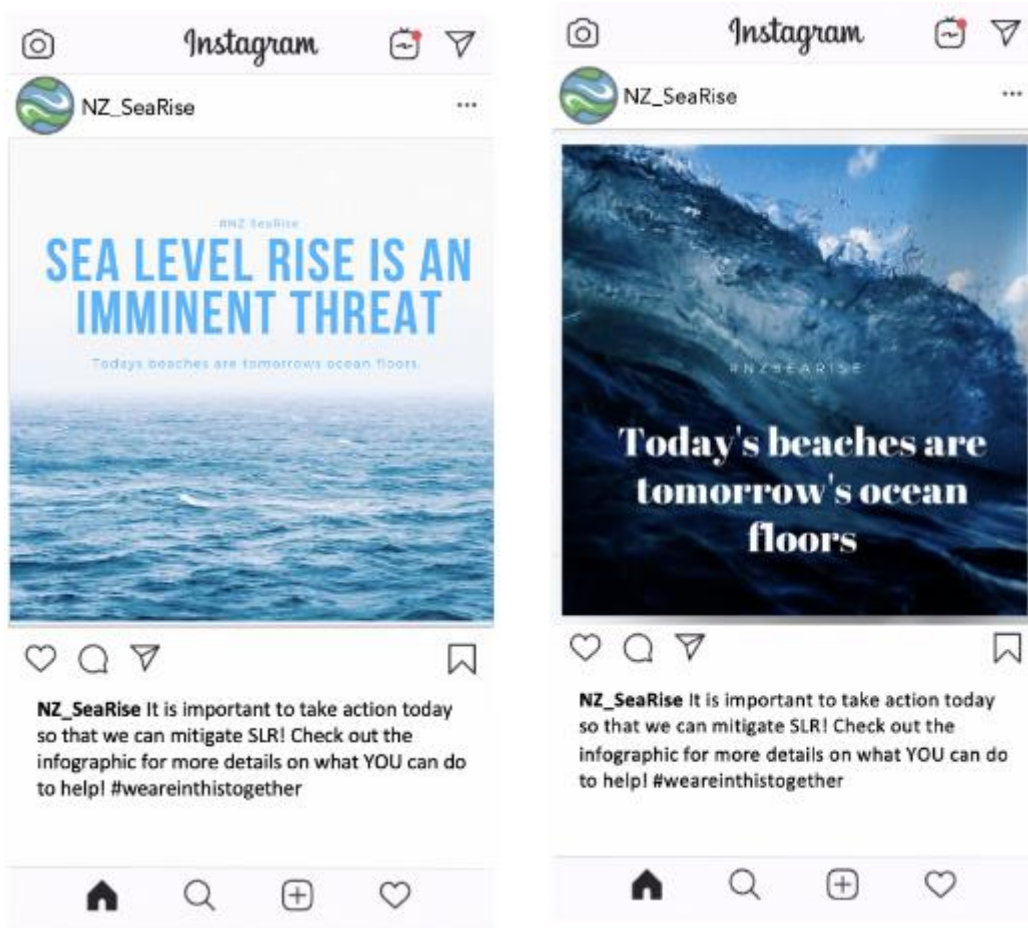 Instagram
NZ_SeaRise
#NZ SeaRise
SEA LEVEL RISE IS AN
IMMINENT THREAT
Todays beaches are tomorrows ocean floors.
NZ_SeaRise It is important to take action today
so that we can mitigate SLR! Check out the
infographic for more details on what YOU can do
to help! #weareinthistogether
Instagram
NZ_SeaRise
#NZSEARISE
Today's beaches are
tomorrow's ocean
floors
NZ_SeaRise It is important to take action today
so that we can mitigate SLR! Check out the
infographic for more details on what YOU can do
to help! #weareinthistogether